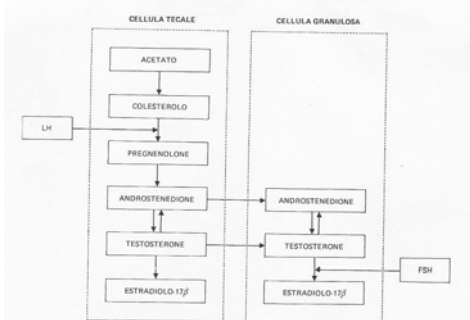 CELLULA TECALE
CELLULA GRANULOSA
ACETATO
COLESTEROLO
LH
PREGNENOLONE
ANDROSTENEDIONE
ANDROSTENEDIONE
TESTOSTERONE
TESTOSTERONE
FSH
ESTRADIOLO-17β
ESTRADIOLO-17β